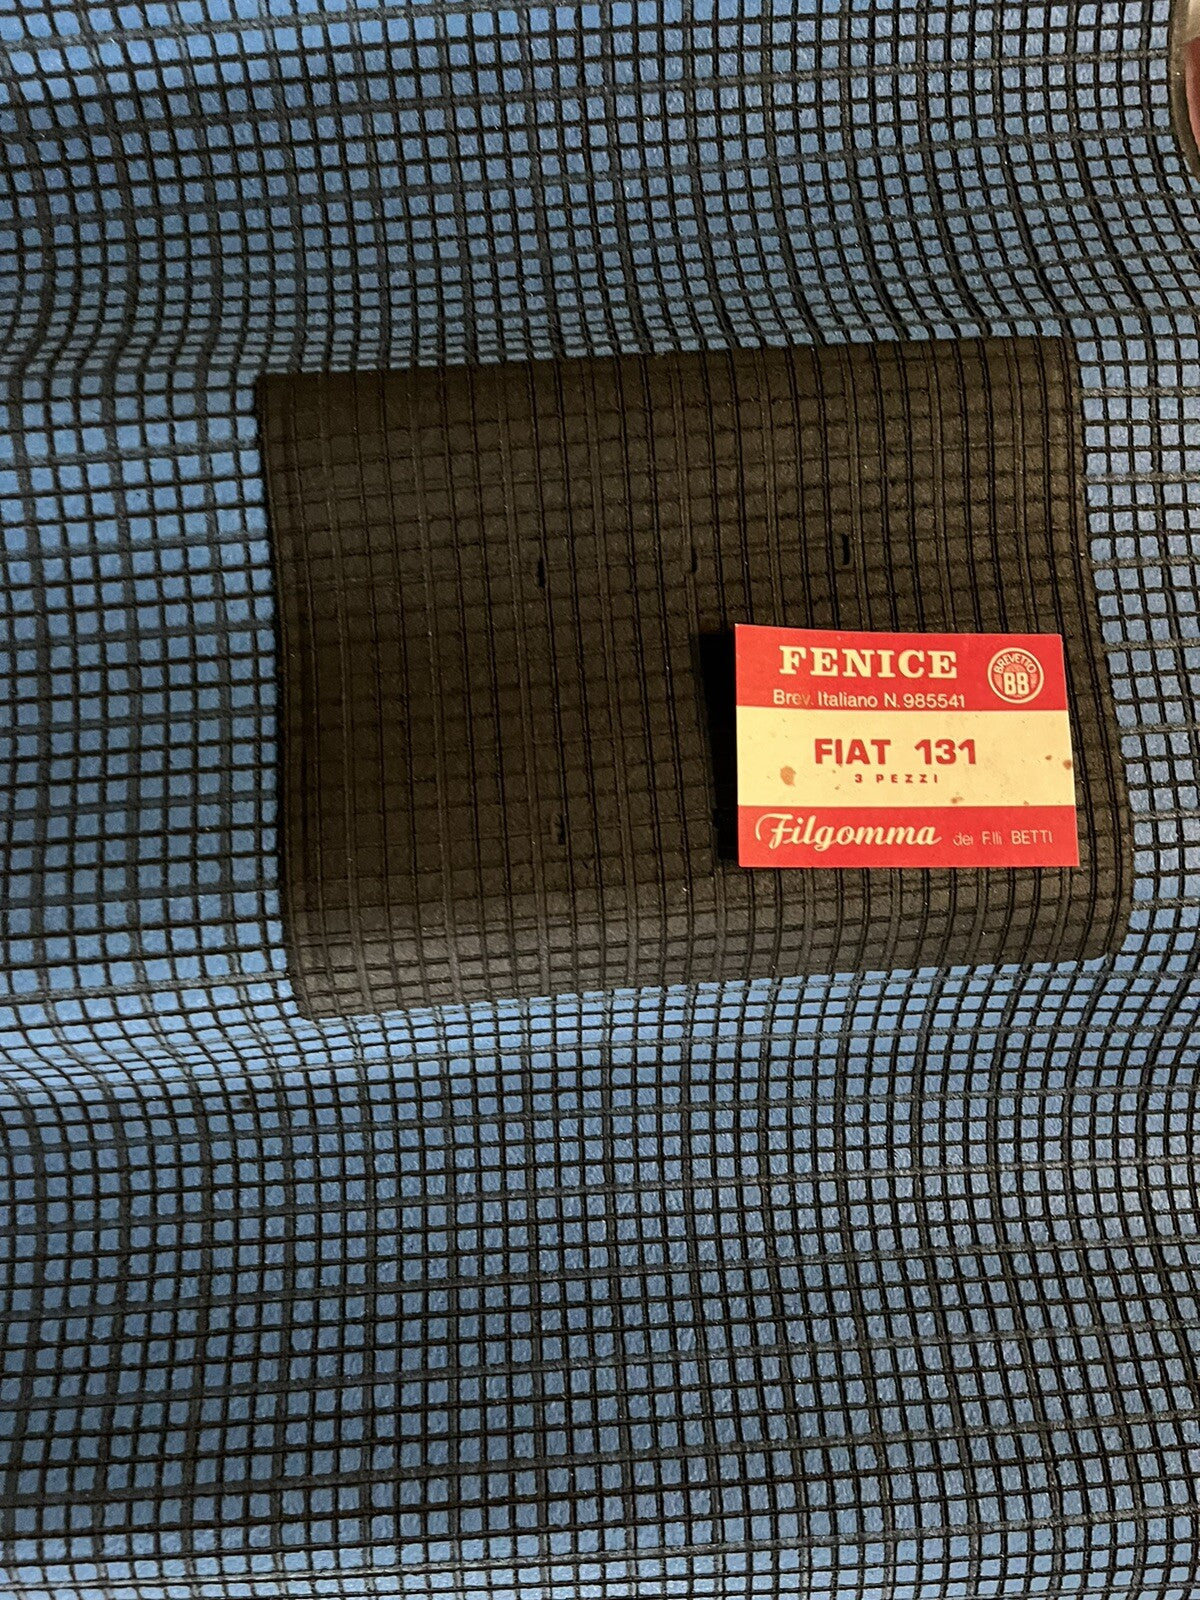 FENICE
BREVETTO
BB
Brev. Italiano N. 985541
FIAT 131
3 PEZZI
Filgomma dei F.lli BETTI